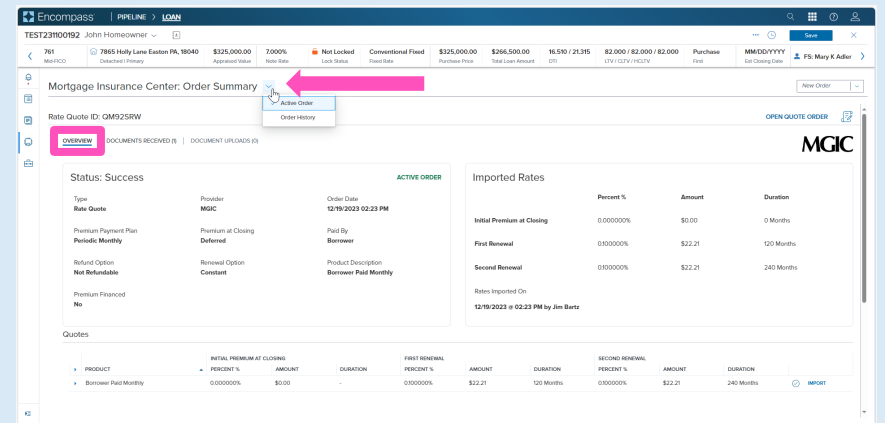 Encompass | PIPELINE > LOAN
TEST231100192 John Homeowner
Save
761 7865 Holly Lane Easton PA, 18040 $325,000.00 7.000% Not Locked Conventional Fixed $325,000.00 $266,500.00 16.510 / 21.315 82.000 / 82.000 / 82.000 Purchase MM/DD/YYYY FS: Mary K Adler
Mid-FICO Detached | Primary Appraised Value Note Rate Lock Status Fixed Rate Purchase Price Total Loan Amount DTI LTV / CLTV / HCLTV First Est Closing Date
Mortgage Insurance Center: Order Summary New Order
Active Order
Order History
Rate Quote ID: QM92SRW OPEN QUOTE ORDER
OVERVIEW DOCUMENTS RECEIVED (1) | DOCUMENT UPLOADS (0)
MGIC
Status: Success ACTIVE ORDER
Type Provider Order Date
Rate Quote MGIC 12/19/2023 02:23 PM
Premium Payment Plan Premium at Closing Paid By
Periodic Monthly Deferred Borrower
Refund Option Renewal Option Product Description
Not Refundable Constant Borrower Paid Monthly
Premium Financed
No
Imported Rates
Percent % Amount Duration
Initial Premium at Closing 0.000000% $0.00 0 Months
First Renewal 0.100000% $22.21 120 Months
Second Renewal 0.100000% $22.21 240 Months
Rates Imported On
12/19/2023 @ 02:23 PM by Jim Bartz
Quotes
INITIAL PREMIUM AT CLOSING FIRST RENEWAL SECOND RENEWAL
PRODUCT PERCENT % AMOUNT DURATION PERCENT % AMOUNT DURATION PERCENT % AMOUNT DURATION
Borrower Paid Monthly 0.000000% $0.00 - 0.100000% $22.21 120 Months 0.100000% $22.21 240 Months IMPORT